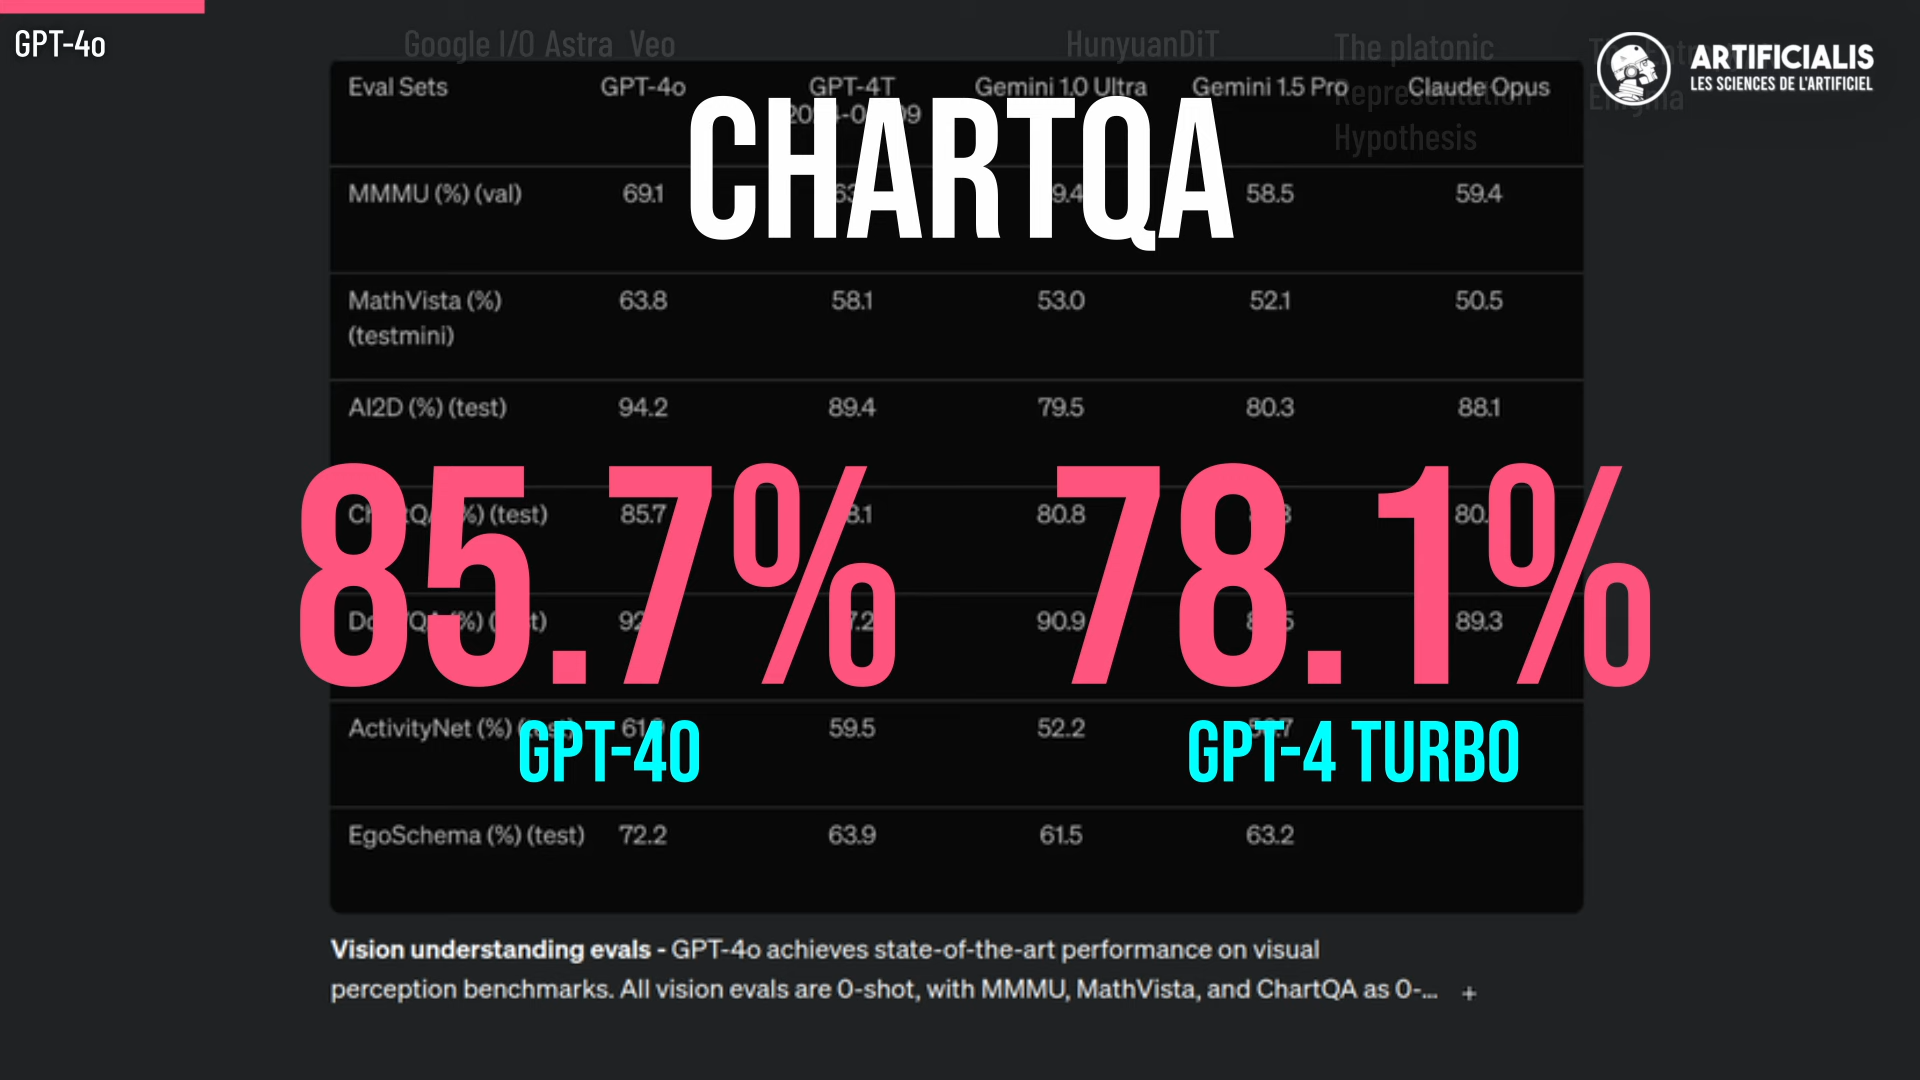 GPT-4o
Google I/O Astra Veo
HunyuanDiT
The platonic
Representation
Hypothesis
ARTIFICIALIS
LES SCIENCES DE L'ARTIFICIEL
Eval Sets GPT-4o GPT-4T Gemini 1.0 Ultra Gemini 1.5 Pro Claude Opus
CHARTQA
MMMU (%) (val) 69.1 58.5 59.4
MathVista (%) 63.8 58.1 53.0 52.1 50.5
(testmini)
AI2D (%) (test) 94.2 89.4 79.5 80.3 88.1
85.7% 78.1%
(test) 85.7 80.8
90.9 89.3
ActivityNet (%) 59.5 52.2
GPT-4O GPT-4 TURBO
EgoSchema (%) (test) 72.2 63.9 61.5 63.2
Vision understanding evals - GPT-4o achieves state-of-the-art performance on visual
perception benchmarks. All vision evals are 0-shot, with MMMU, MathVista, and ChartQA as 0-... +